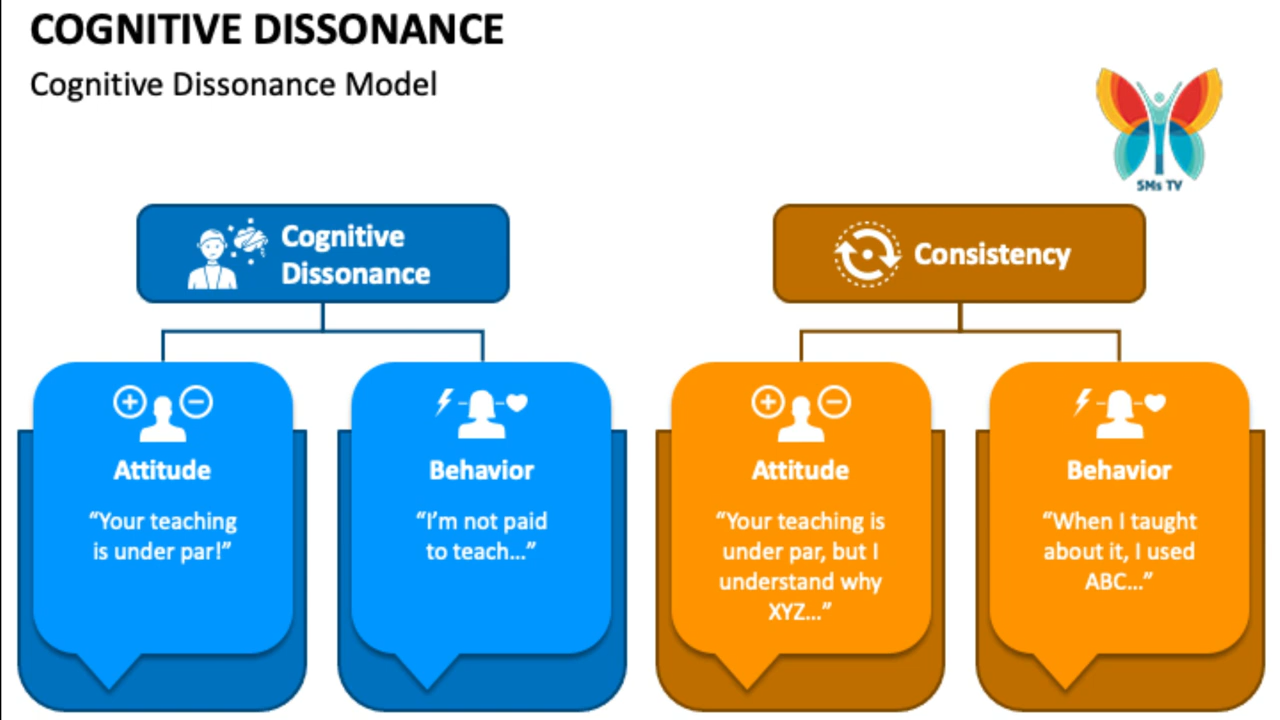 COGNITIVE DISSONANCE
Cognitive Dissonance Model
SMs TV
Cognitive
Dissonance
Consistency
Attitude
“Your teaching
is under par!”
Behavior
“I’m not paid
to teach…”
Attitude
“Your teaching is
under par, but I
understand why
XYZ…”
Behavior
“When I taught
about it, I used
ABC…”